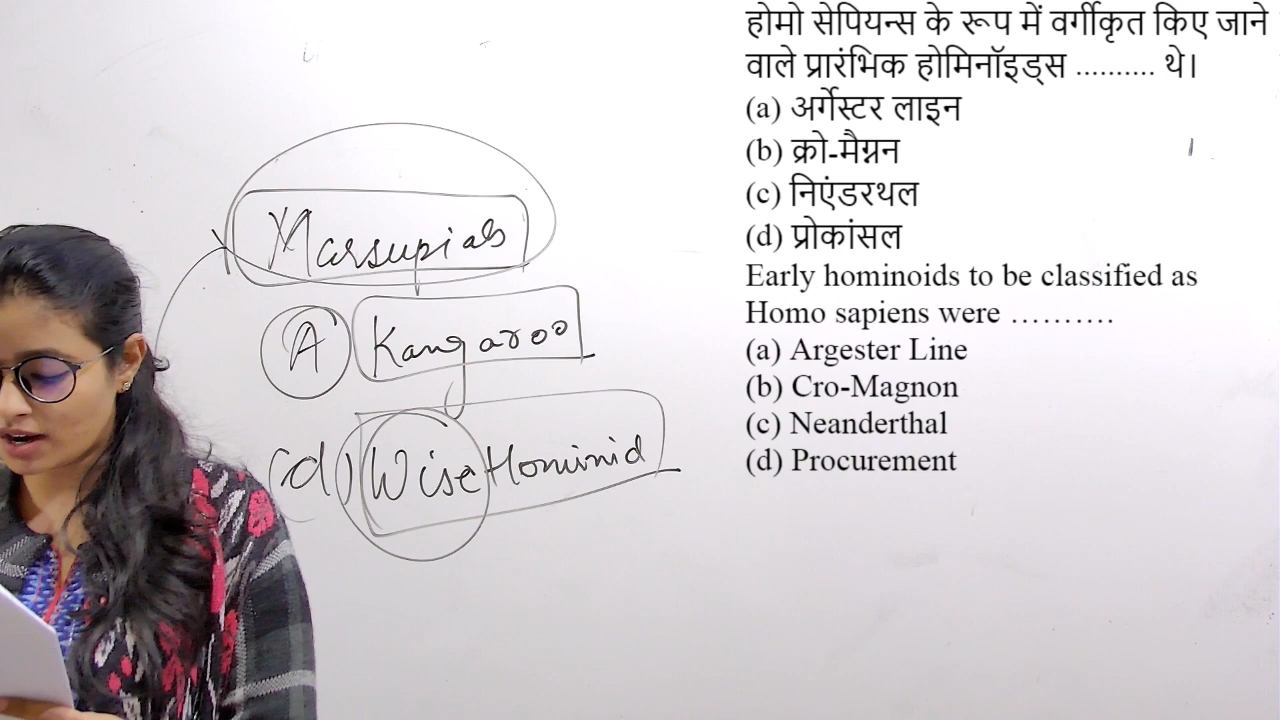 Marsupials
A Kangaroo
(d) Wise Hominid
होमो सेपियन्स के रूप में वर्गीकृत किए जाने
वाले प्रारंभिक होमिनॉइड्स .......... थे।
(a) अर्गेस्टर लाइन
(b) क्रो-मैग्नन
(c) निएंडरथल
(d) प्रोकांसल
Early hominoids to be classified as
Homo sapiens were ……….
(a) Argester Line
(b) Cro-Magnon
(c) Neanderthal
(d) Procurement